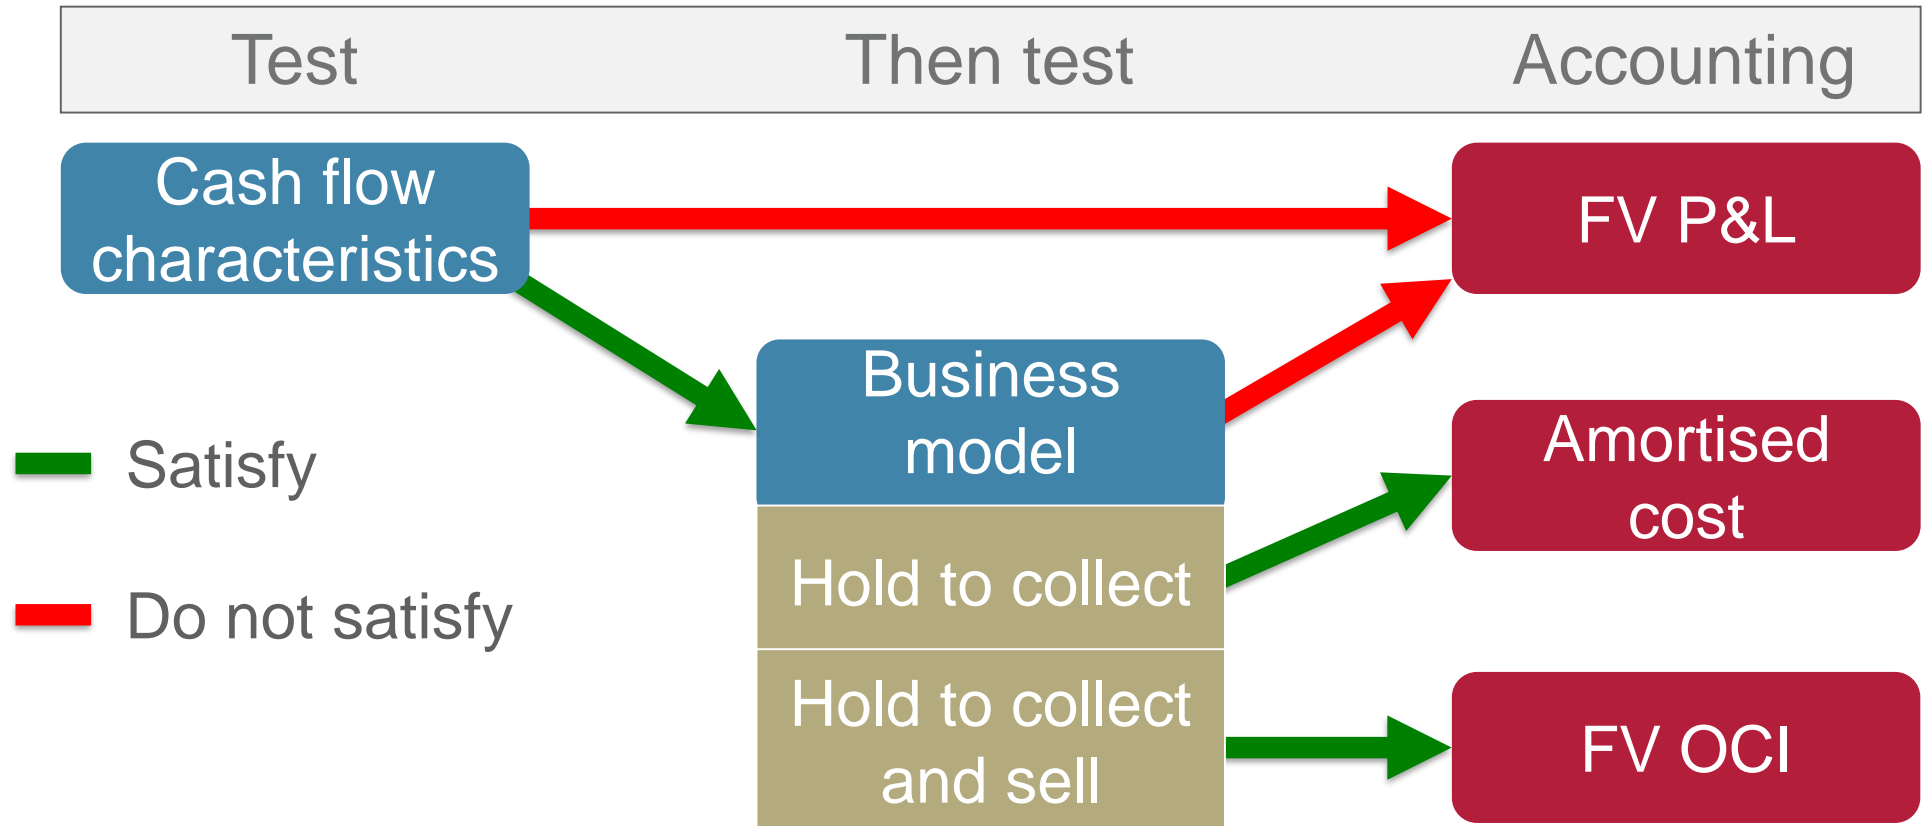 Test Then test Accounting
Cash flow
characteristics
FV P&L
Business
model
Amortised
cost
Satisfy
Hold to collect
Do not satisfy
Hold to collect
and sell
FV OCI